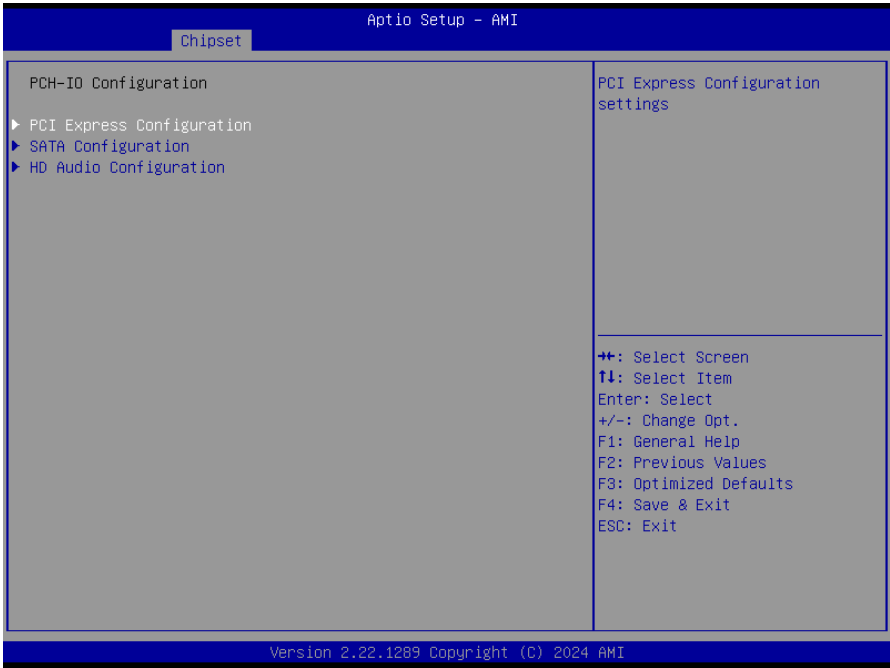 Aptio Setup – AMI
Chipset
PCH-IO Configuration
PCI Express Configuration
SATA Configuration
HD Audio Configuration
PCI Express Configuration
settings
→←: Select Screen
↑↓: Select Item
Enter: Select
+/-: Change Opt.
F1: General Help
F2: Previous Values
F3: Optimized Defaults
F4: Save & Exit
ESC: Exit
Version 2.22.1289 Copyright (C) 2024 AMI